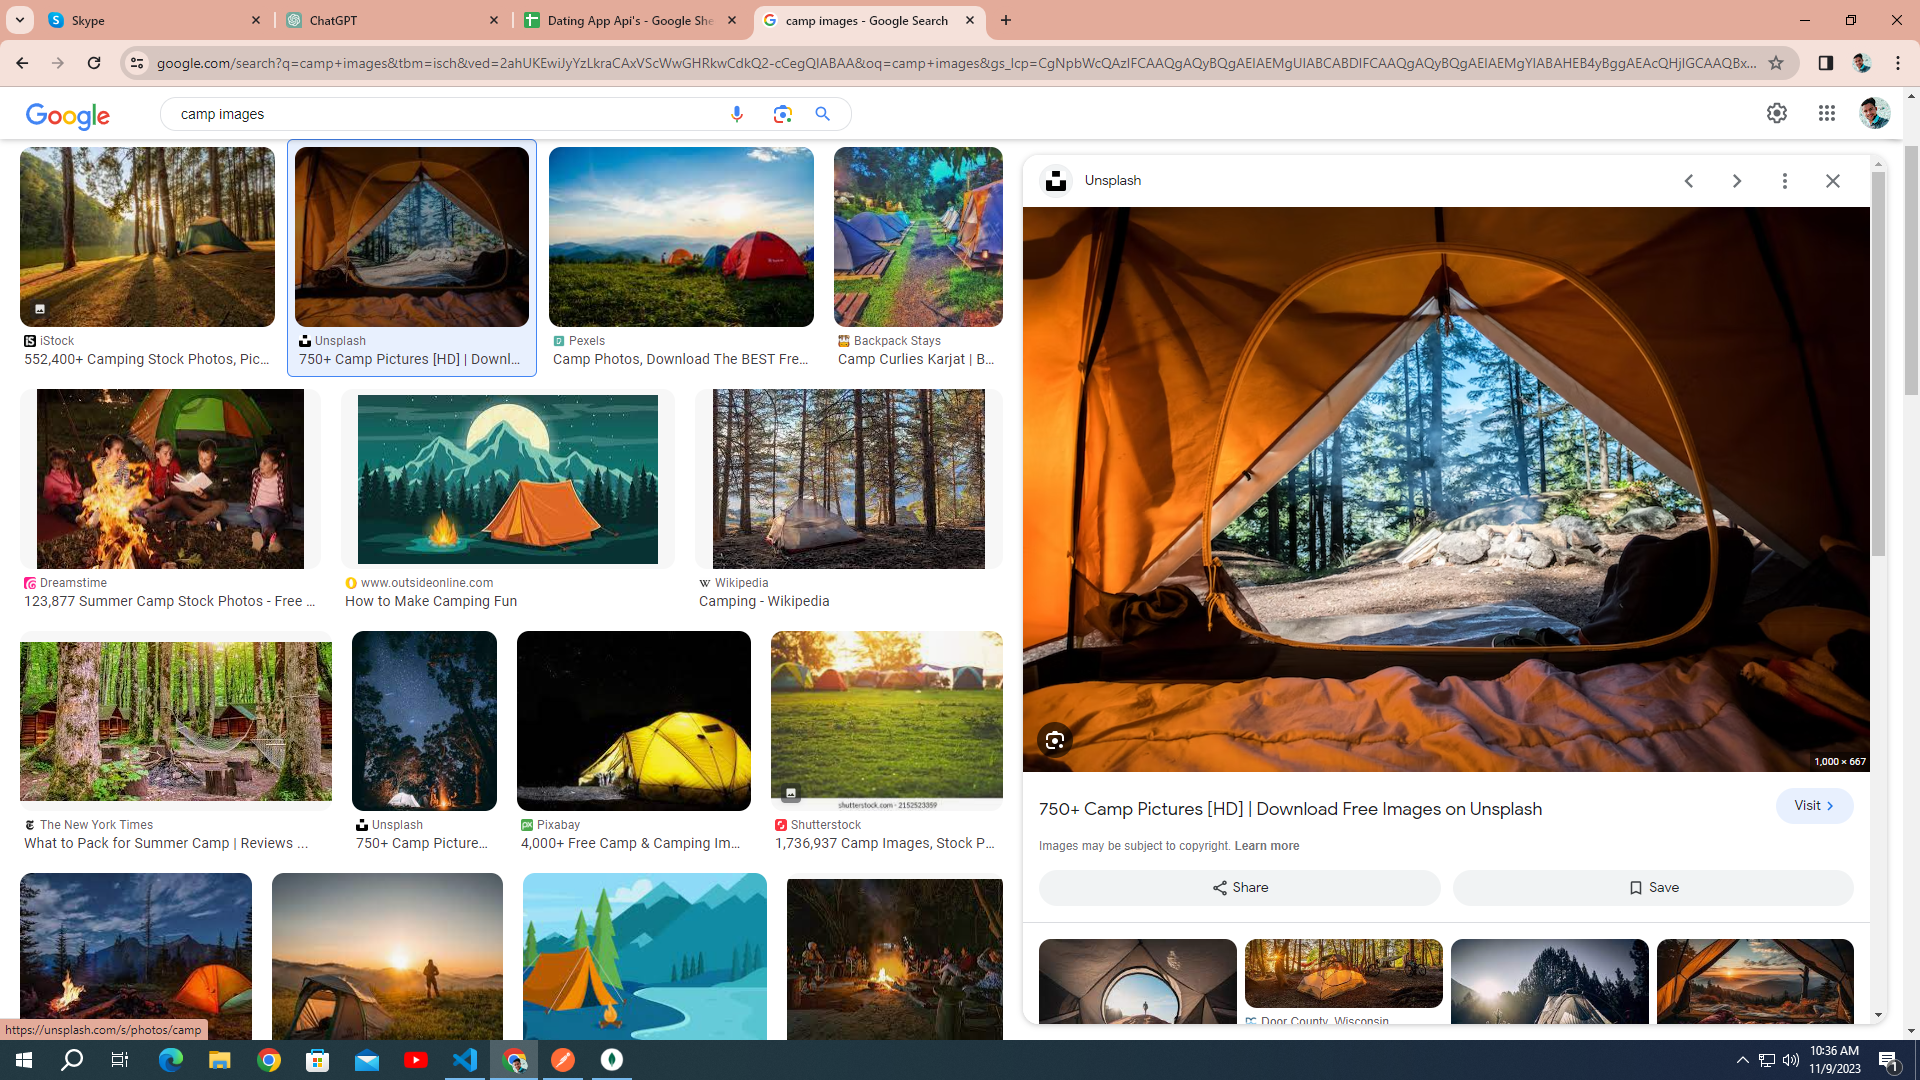 Skype
ChatGPT
Dating App Api's - Google She
camp images - Google Search
google.com/search?q=camp+images&tbm=isch&ved=2ahUKEwiJyYzLkraCAxVScWwGHRkwCdkQ2-cCegQIABAA&oq=camp+images&gs_lcp=CgNpbWcQAzIFCAAQgAQyBQgAEIAEMgUIABCABDIFCAAQgAQyBQgAEIAEMgYIABAHEB4yBggAEAcQHjIGCAAQBx...
Google
camp images
iStock
552,400+ Camping Stock Photos, Pic...
Unsplash
750+ Camp Pictures [HD] | Downl...
Pexels
Camp Photos, Download The BEST Fre...
Backpack Stays
Camp Curlies Karjat | B...
Dreamstime
123,877 Summer Camp Stock Photos - Free ...
www.outsideonline.com
How to Make Camping Fun
Wikipedia
Camping - Wikipedia
shutterstock.com · 2152523359
The New York Times
What to Pack for Summer Camp | Reviews ...
Unsplash
750+ Camp Picture...
Pixabay
4,000+ Free Camp & Camping Im...
Shutterstock
1,736,937 Camp Images, Stock P...
Unsplash
1,000 × 667
750+ Camp Pictures [HD] | Download Free Images on Unsplash
Visit
Images may be subject to copyright. Learn more
Share
Save
Door County, Wisconsin
https://unsplash.com/s/photos/camp
10:36 AM
11/9/2023
1